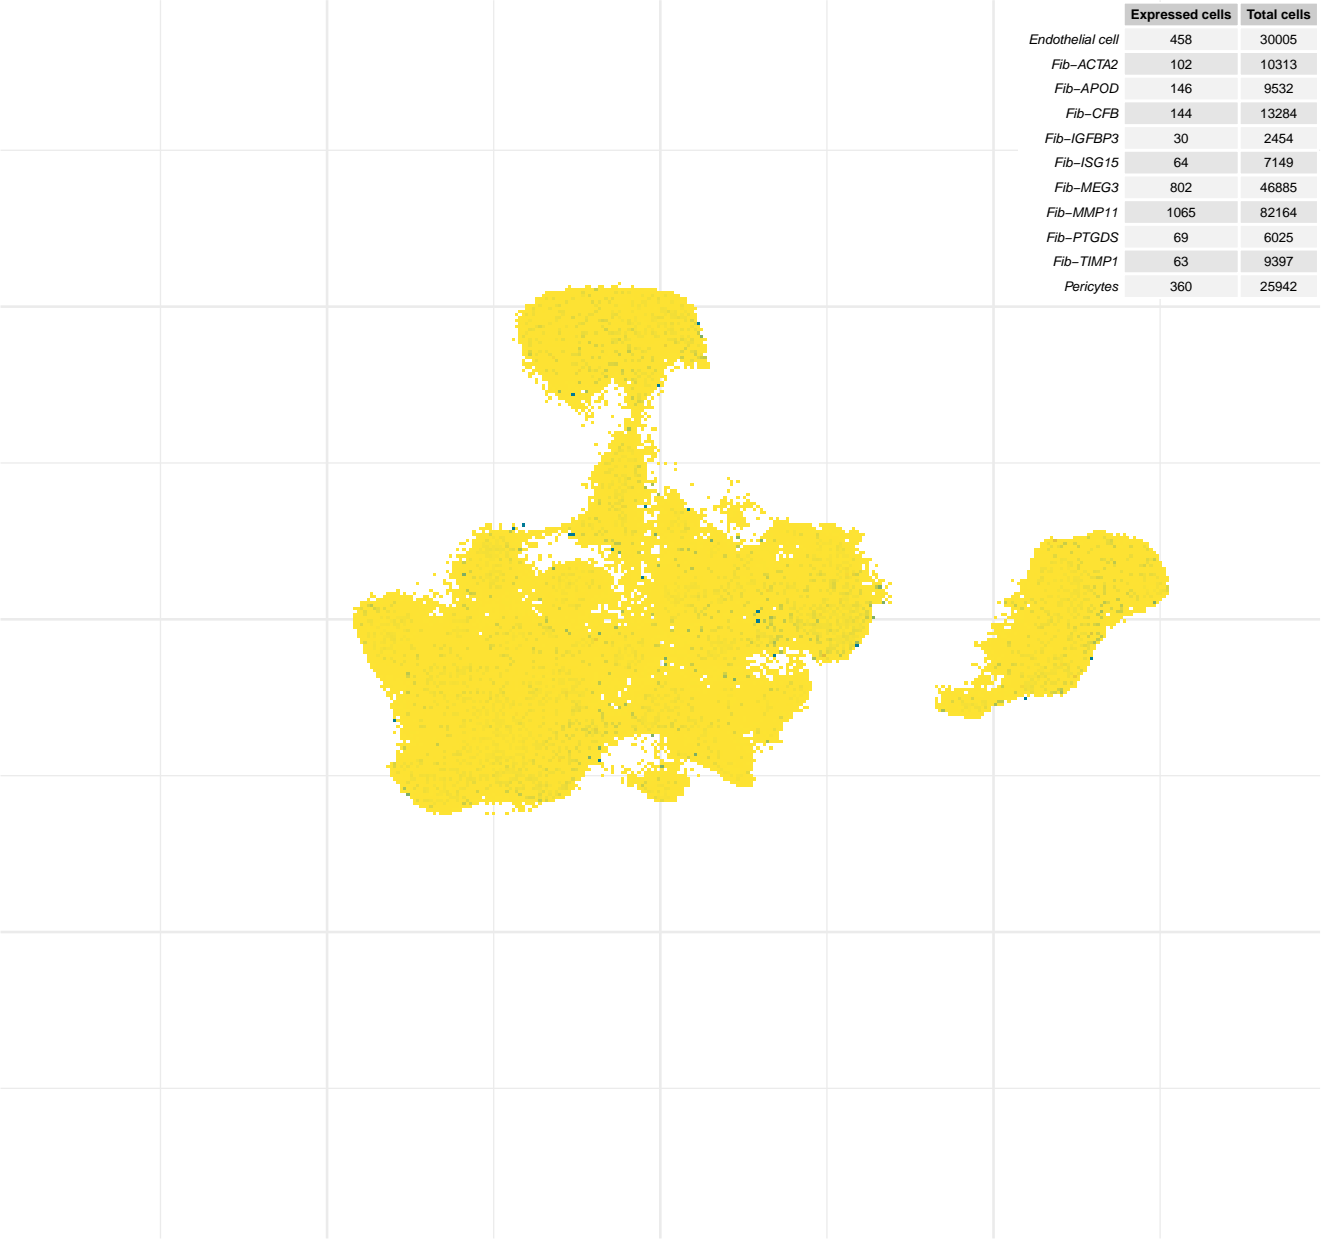 Expressed cells Total cells
Endothelial cell 458 30005
Fib−ACTA2 102 10313
Fib−APOD 146 9532
Fib−CFB 144 13284
Fib−IGFBP3 30 2454
Fib−ISG15 64 7149
Fib−MEG3 802 46885
Fib−MMP11 1065 82164
Fib−PTGDS 69 6025
Fib−TIMP1 63 9397
Pericytes 360 25942